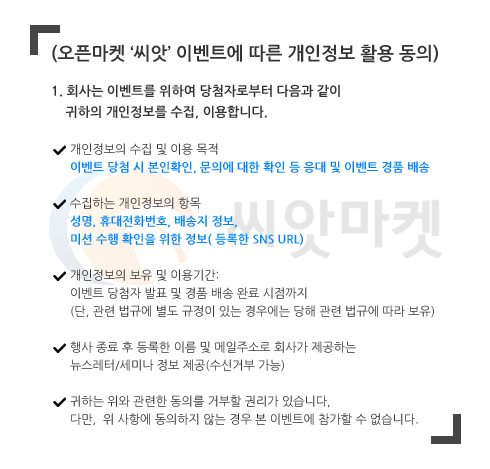 (오픈마켓 ‘씨앗’ 이벤트에 따른 개인정보 활용 동의)
1. 회사는 이벤트를 위하여 당첨자로부터 다음과 같이
귀하의 개인정보를 수집, 이용합니다.
개인정보의 수집 및 이용 목적
이벤트 당첨 시 본인확인, 문의에 대한 확인 등 응대 및 이벤트 경품 배송
수집하는 개인정보의 항목
성명, 휴대전화번호, 배송지 정보,
미션 수행 확인을 위한 정보( 등록한 SNS URL)
씨앗마켓
개인정보의 보유 및 이용기간:
이벤트 당첨자 발표 및 경품 배송 완료 시점까지
(단, 관련 법규에 별도 규정이 있는 경우에는 당해 관련 법규에 따라 보유)
행사 종료 후 등록한 이름 및 메일주소로 회사가 제공하는
뉴스레터/세미나 정보 제공(수신거부 가능)
귀하는 위와 관련한 동의를 거부할 권리가 있습니다,
다만,  위 사항에 동의하지 않는 경우 본 이벤트에 참가할 수 없습니다.